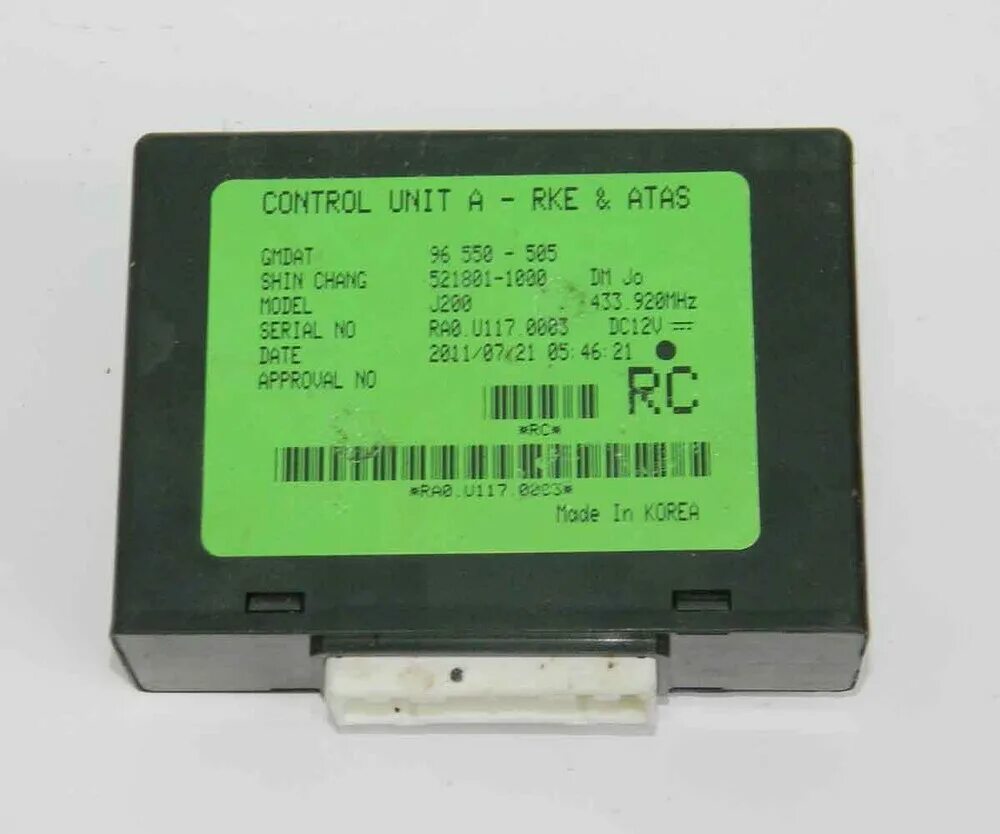 CONTROL UNIT A - RKE & ATAS
GMDAT 96 550 - 505
SHIN CHANG 521801-1000 DM Jo
MODEL J200 . 433.920MHz
SERIAL NO RA0.U117.0003 DC12V
DATE 2011/07/21 05:46:21
APPROVAL NO
RC
*RC*
*RA0.U117.0003*
Made In KOREA